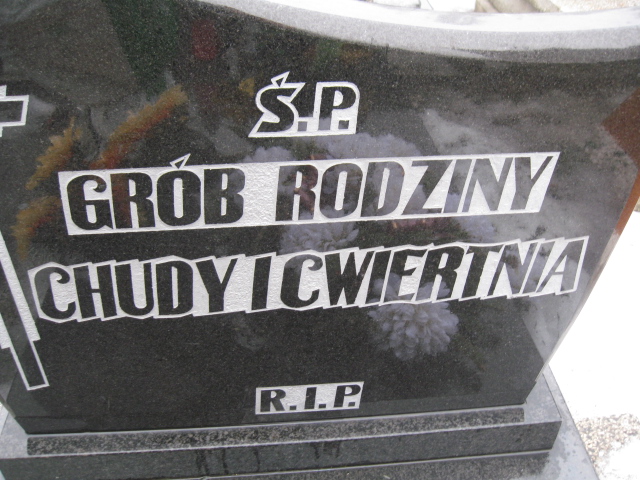 Ś.P.
GRÓB RODZINY
CHUDY I CWIERTNIA
R.I.P.